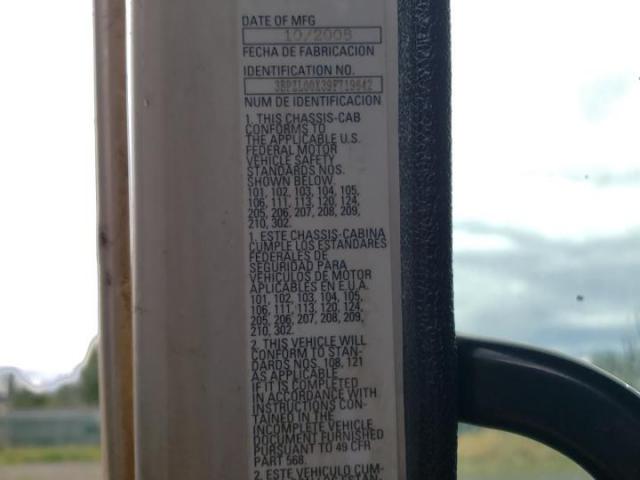 DATE OF MFG
10/2008
FECHA DE FABRICACION
IDENTIFICATION NO.
NUM DE IDENTIFICACION
1. THIS CHASSIS-CAB
CONFORMS TO
THE APPLICABLE U.S.
FEDERAL MOTOR
VEHICLE SAFETY
STANDARDS NOS.
SHOWN BELOW
101, 102, 103, 104, 105,
106, 111, 113, 120, 124,
205, 206, 207, 208, 209,
210, 302.
1. ESTE CHASSIS-CABINA
CUMPLE LOS ESTANDARES
FEDERALES DE
SEGURIDAD PARA
VEHICULOS DE MOTOR
APLICABLES EN E.U.A.
101, 102, 103, 104, 105,
106, 111, 113, 120, 124,
205, 206, 207, 208, 209,
210, 302.
2. THIS VEHICLE WILL
CONFORM TO STAN-
DARDS NOS. 108, 121
AS APPLICABLE
IF IT IS COMPLETED
IN ACCORDANCE WITH
INSTRUCTIONS CON-
TAINED IN THE
INCOMPLETE VEHICLE
DOCUMENT FURNISHED
PURSUANT TO 49 CFR
PART 568.
2. ESTE VEHICULO CUM-